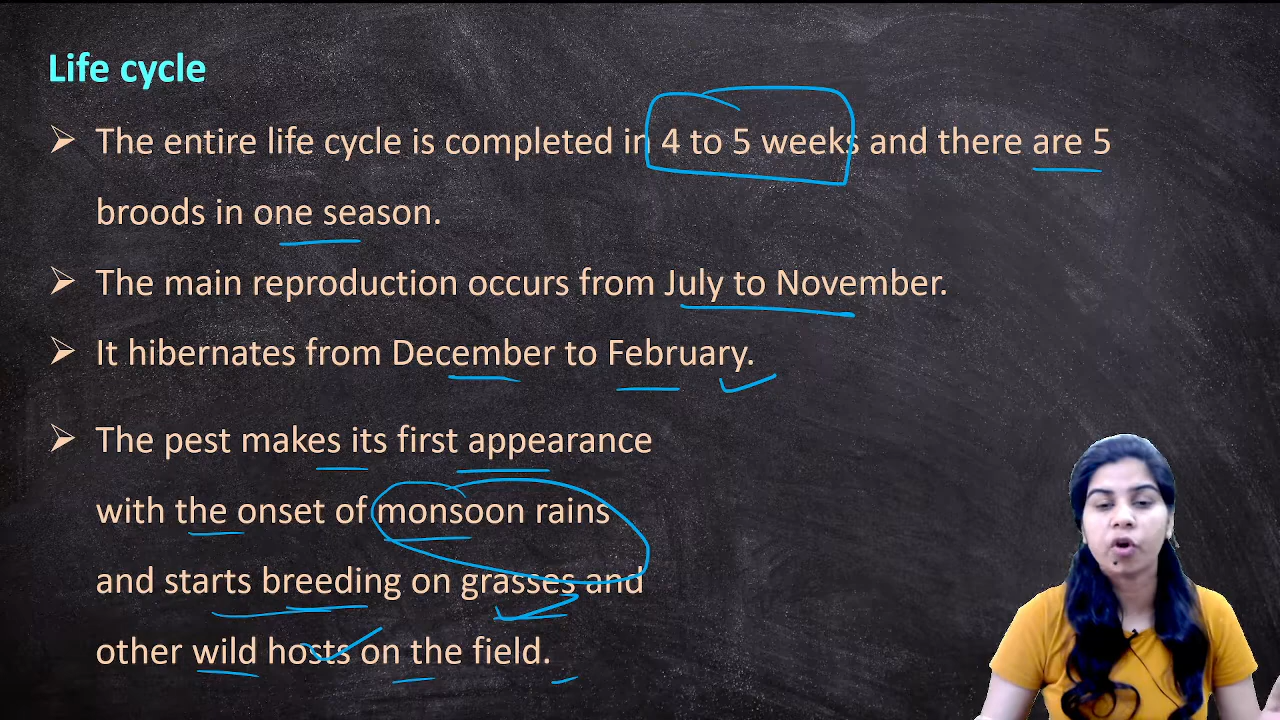 Life cycle
➢ The entire life cycle is completed in 4 to 5 weeks and there are 5
broods in one season.
➢ The main reproduction occurs from July to November.
➢ It hibernates from December to February.
➢ The pest makes its first appearance
with the onset of monsoon rains
and starts breeding on grasses and
other wild hosts on the field.